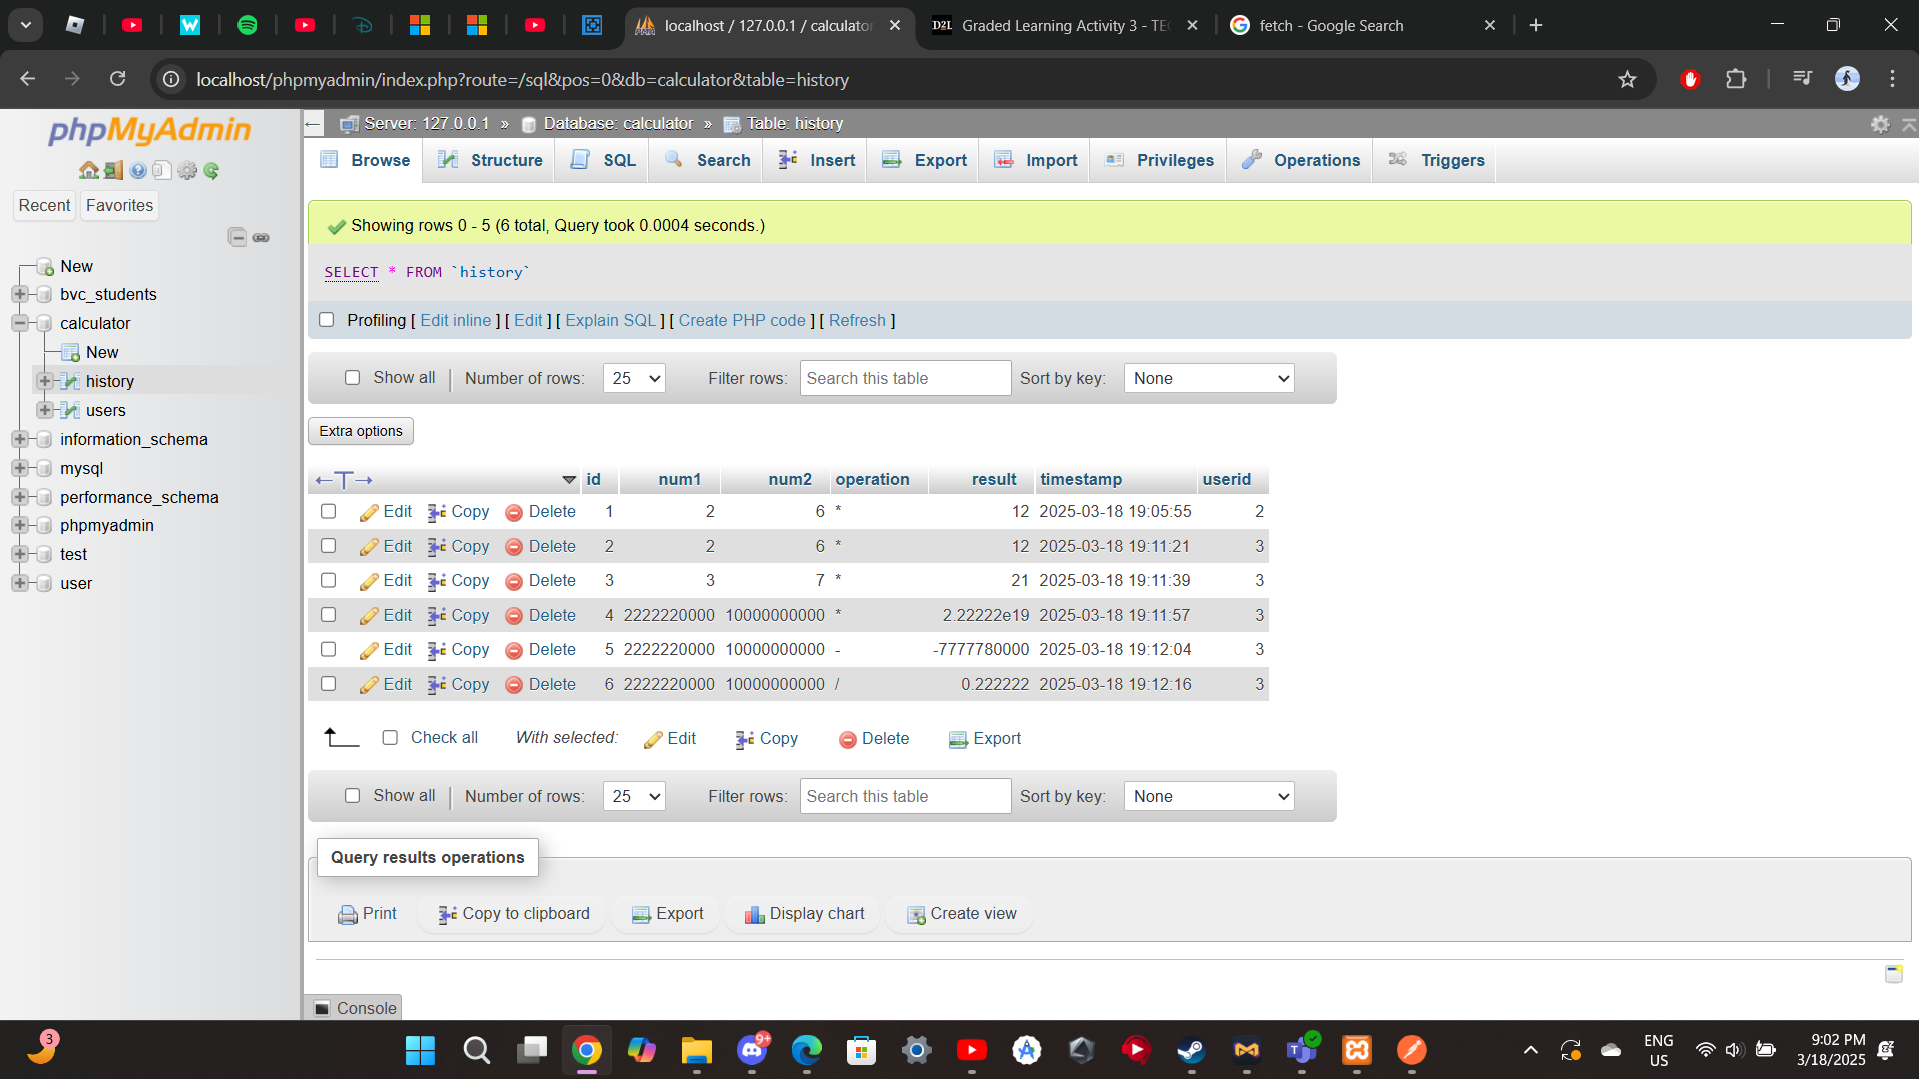 localhost / 127.0.0.1 / calculator
D2L Graded Learning Activity 3 - TEC
fetch - Google Search
localhost/phpmyadmin/index.php?route=/sql&pos=0&db=calculator&table=history
phpMyAdmin
Recent Favorites
New
bvc_students
calculator
New
history
users
information_schema
mysql
performance_schema
phpmyadmin
test
user
Server: 127.0.0.1 » Database: calculator » Table: history
Browse Structure SQL Search Insert Export Import Privileges Operations Triggers
Showing rows 0 - 5 (6 total, Query took 0.0004 seconds.)
SELECT * FROM `history`
Profiling [ Edit inline ] [ Edit ] [ Explain SQL ] [ Create PHP code ] [ Refresh ]
Show all | Number of rows: 25 Filter rows: Search this table Sort by key: None
Extra options
id num1 num2 operation result timestamp userid
Edit Copy Delete 1 2 6 * 12 2025-03-18 19:05:55 2
Edit Copy Delete 2 2 6 * 12 2025-03-18 19:11:21 3
Edit Copy Delete 3 3 7 * 21 2025-03-18 19:11:39 3
Edit Copy Delete 4 2222220000 10000000000 * 2.22222e19 2025-03-18 19:11:57 3
Edit Copy Delete 5 2222220000 10000000000 - -7777780000 2025-03-18 19:12:04 3
Edit Copy Delete 6 2222220000 10000000000 / 0.222222 2025-03-18 19:12:16 3
Check all With selected: Edit Copy Delete Export
Show all | Number of rows: 25 Filter rows: Search this table Sort by key: None
Query results operations
Print Copy to clipboard Export Display chart Create view
Console
3
9+
ENG
US
9:02 PM
3/18/2025